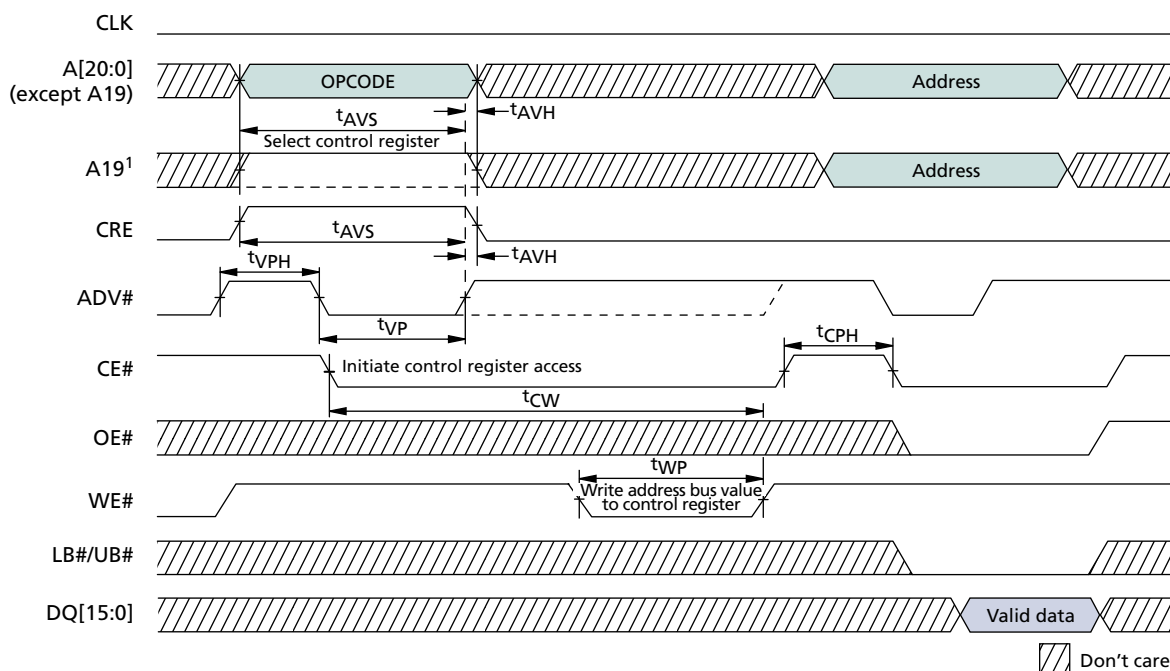 CLK
A[20:0]
(except A19)
OPCODE
Address
tAVS
tAVH
Select control register
A19¹
Address
CRE
tAVS
tAVH
tVPH
ADV#
tVP
tCPH
CE#
Initiate control register access
tCW
OE#
tWP
WE#
Write address bus value
to control register
LB#/UB#
DQ[15:0]
Valid data
Don't care